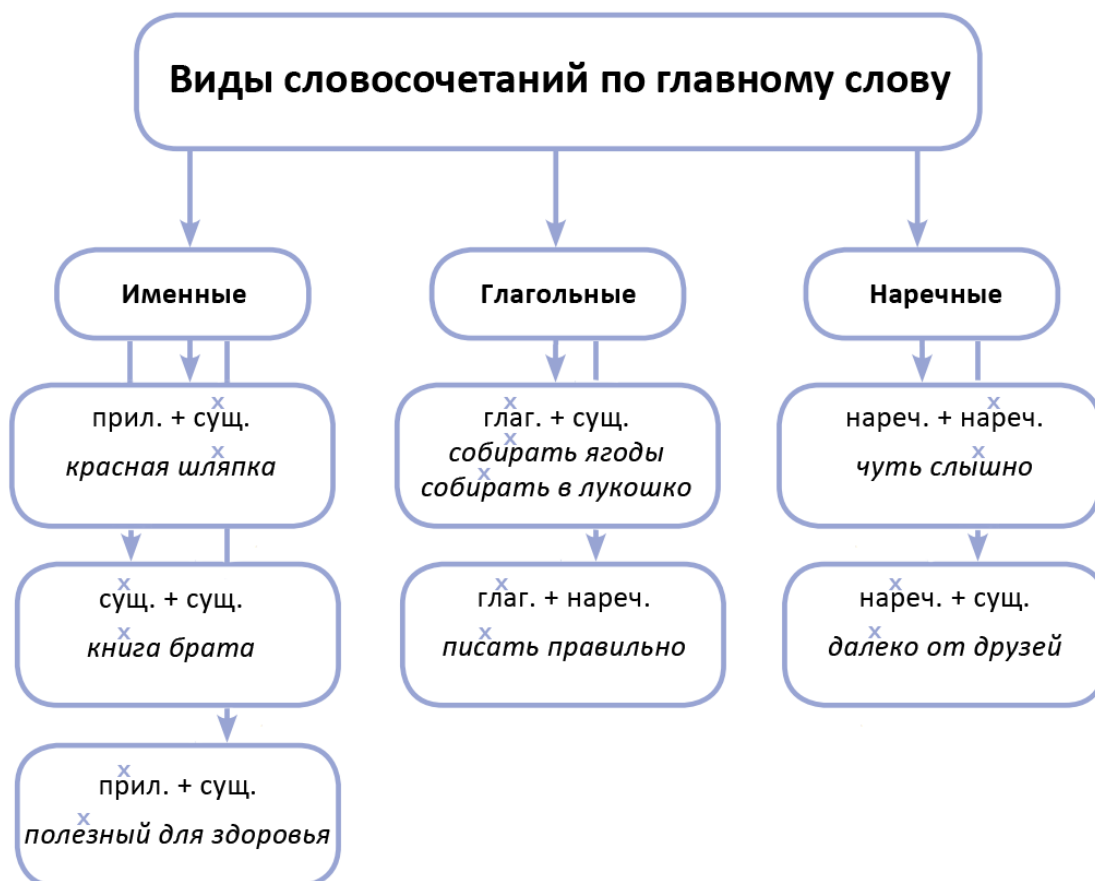 Виды словосочетаний по главному слову
Именные
Глагольные
Наречные
х
прил. + сущ.
х
красная шляпка
х
сущ. + сущ.
х
книга брата
х
прил. + сущ.
х
полезный для здоровья
х
глаг. + сущ.
х
собирать ягоды
х
собирать в лукошко
х
глаг. + нареч.
х
писать правильно
х
нареч. + нареч.
х
чуть слышно
х
нареч. + сущ.
х
далеко от друзей